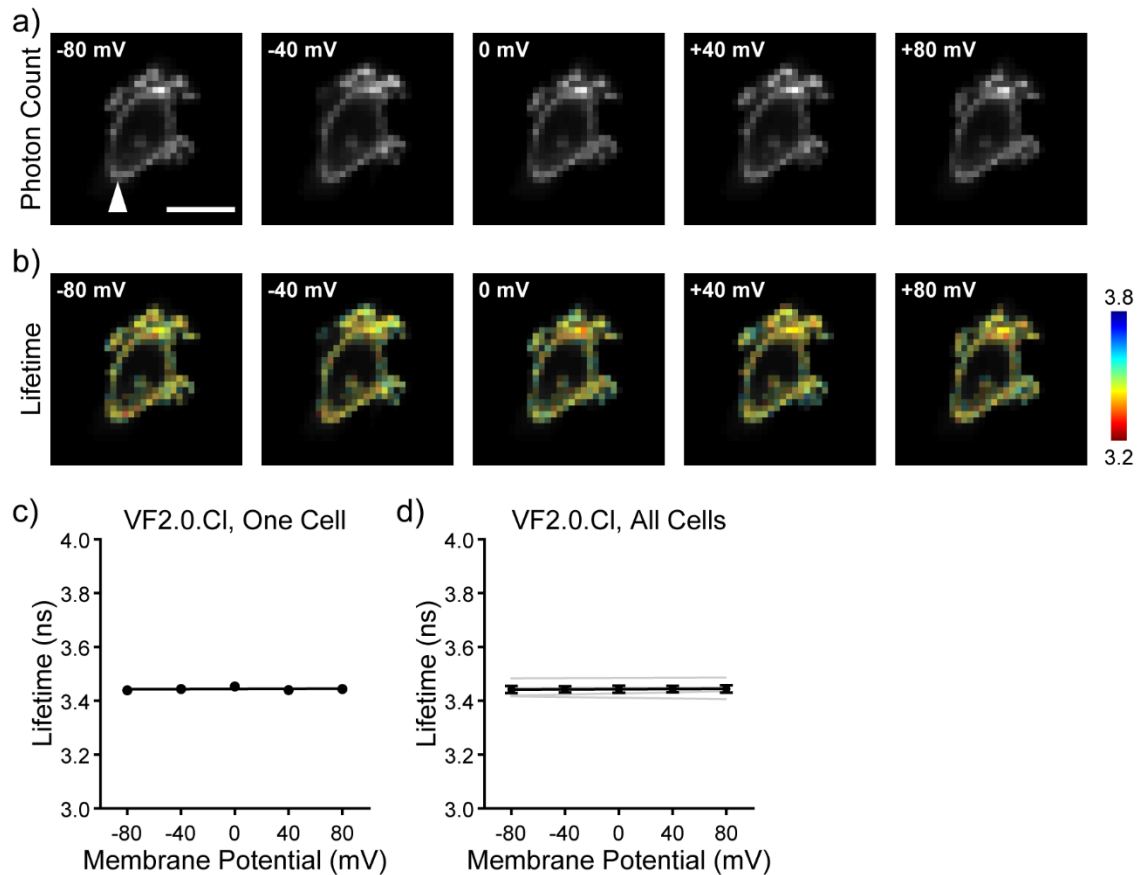 a)
Photon Count
-80 mV
-40 mV
0 mV
+40 mV
+80 mV
b)
Lifetime
-80 mV
-40 mV
0 mV
+40 mV
+80 mV
3.8
3.2
c)
VF2.0.Cl, One Cell
Lifetime (ns)
4.0
3.8
3.6
3.4
3.2
3.0
-80 -40 0 40 80
Membrane Potential (mV)
d)
VF2.0.Cl, All Cells
Lifetime (ns)
4.0
3.8
3.6
3.4
3.2
3.0
-80 -40 0 40 80
Membrane Potential (mV)